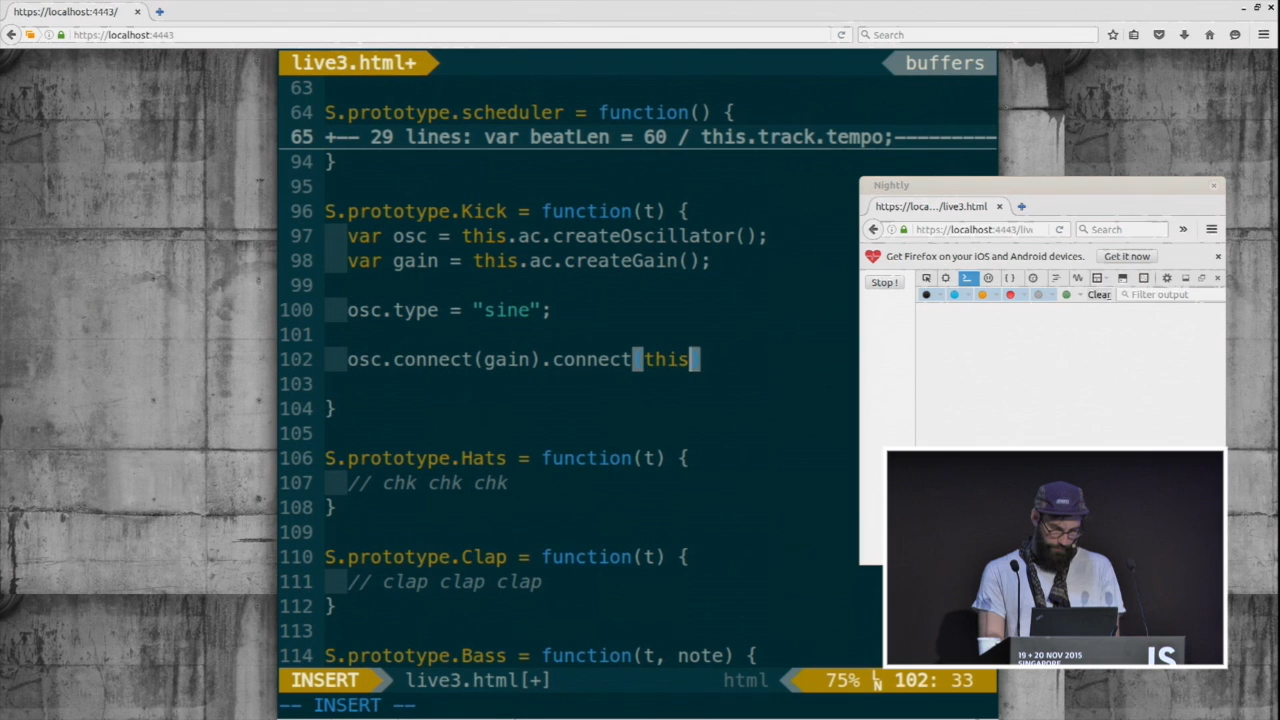 https://localhost:4443/
https://localhost:4443
Search
live3.html+
buffers
63
64 S.prototype.scheduler = function() {
65 +-- 29 lines: var beatLen = 60 / this.track.tempo;---------
94 }
95
96 S.prototype.Kick = function(t) {
97 var osc = this.ac.createOscillator();
98 var gain = this.ac.createGain();
99
100 osc.type = "sine";
101
102 osc.connect(gain).connect(this)
103
104 }
105
106 S.prototype.Hats = function(t) {
107 // chk chk chk
108 }
109
110 S.prototype.Clap = function(t) {
111 // clap clap clap
112 }
113
114 S.prototype.Bass = function(t, note) {
INSERT live3.html[+] html 75% LN 102: 33
-- INSERT --
Nightly
https://loca.../live3.html
https://localhost:4443/live
Search
Get Firefox on your iOS and Android devices.
Get it now
Stop !
Clear
Filter output
19 + 20 NOV 2015
SINGAPORE
JS